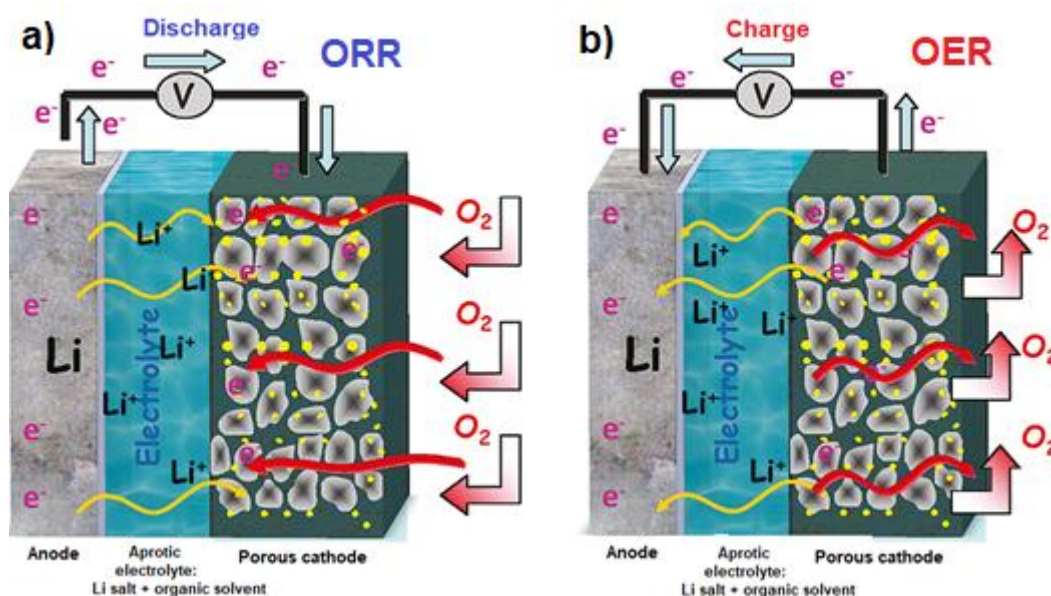 a)
Discharge
ORR
e⁻
e⁻
V
e⁻
e⁻
e
O₂
e⁻
e
Li⁺
e
Li⁺
e
e⁻
O₂
Li
Li⁺
Electrolyte
e
Li⁺
e⁻
O₂
Li⁺
e
e⁻
Anode
Aprotic
electrolyte:
Li salt + organic solvent
Porous cathode
b)
Charge
OER
e⁻
V
e⁻
e⁻
e⁻
e
O₂
Li⁺
e
e⁻
Li⁺
Li⁺
O₂
Li
Electrolyte
Li⁺
e⁻
O₂
e
Li⁺
e⁻
Anode
Aprotic
electrolyte:
Li salt + organic solvent
Porous cathode